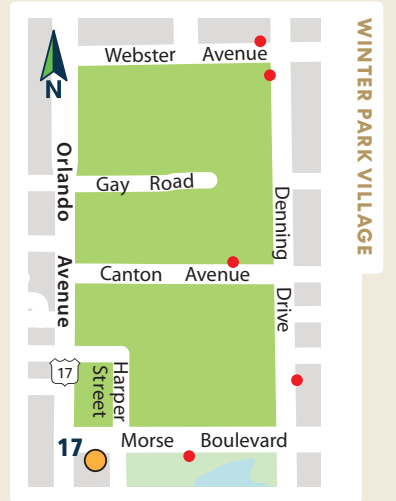 WINTER PARK VILLAGE
Webster Avenue
N
Orlando Avenue
Gay Road
Denning Drive
Canton Avenue
17
Harper
Street
17
Morse Boulevard